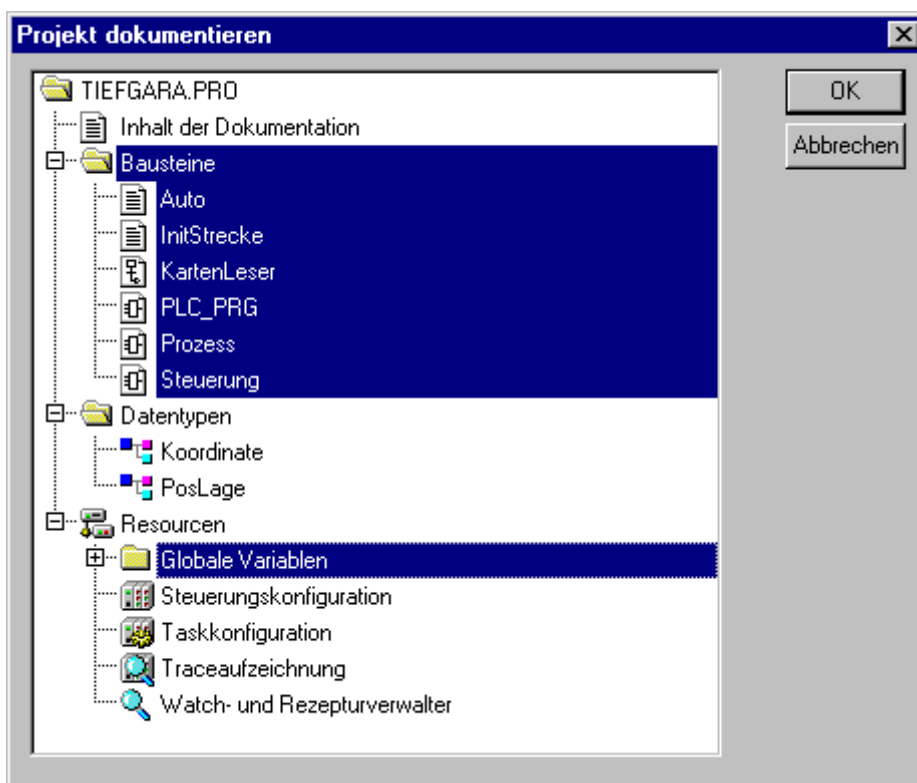 Projekt dokumentieren
TIEFGARA.PRO
OK
Inhalt der Dokumentation
Abbrechen
Bausteine
Auto
InitStrecke
KartenLeser
PLC_PRG
Prozess
Steuerung
Datentypen
Koordinate
PosLage
Resourcen
Globale Variablen
Steuerungskonfiguration
Taskkonfiguration
Traceaufzeichnung
Watch- und Rezepturverwalter